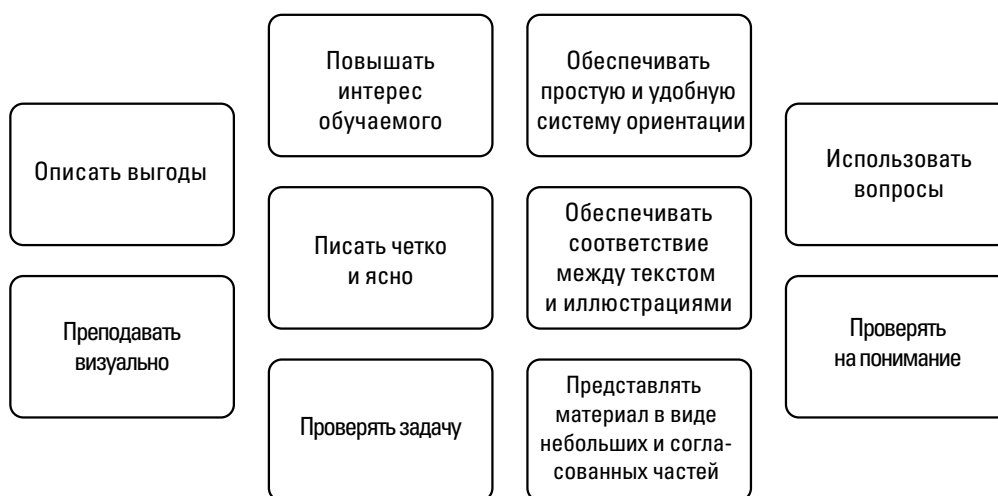 Описать выгоды
Преподавать
визуально
Повышать
интерес
обучаемого
Писать четко
и ясно
Проверять задачу
Обеспечивать
простую и удобную
систему ориентации
Обеспечивать
соответствие
между текстом
и иллюстрациями
Представлять
материал в виде
небольших и согла-
сованных частей
Использовать
вопросы
Проверять
на понимание